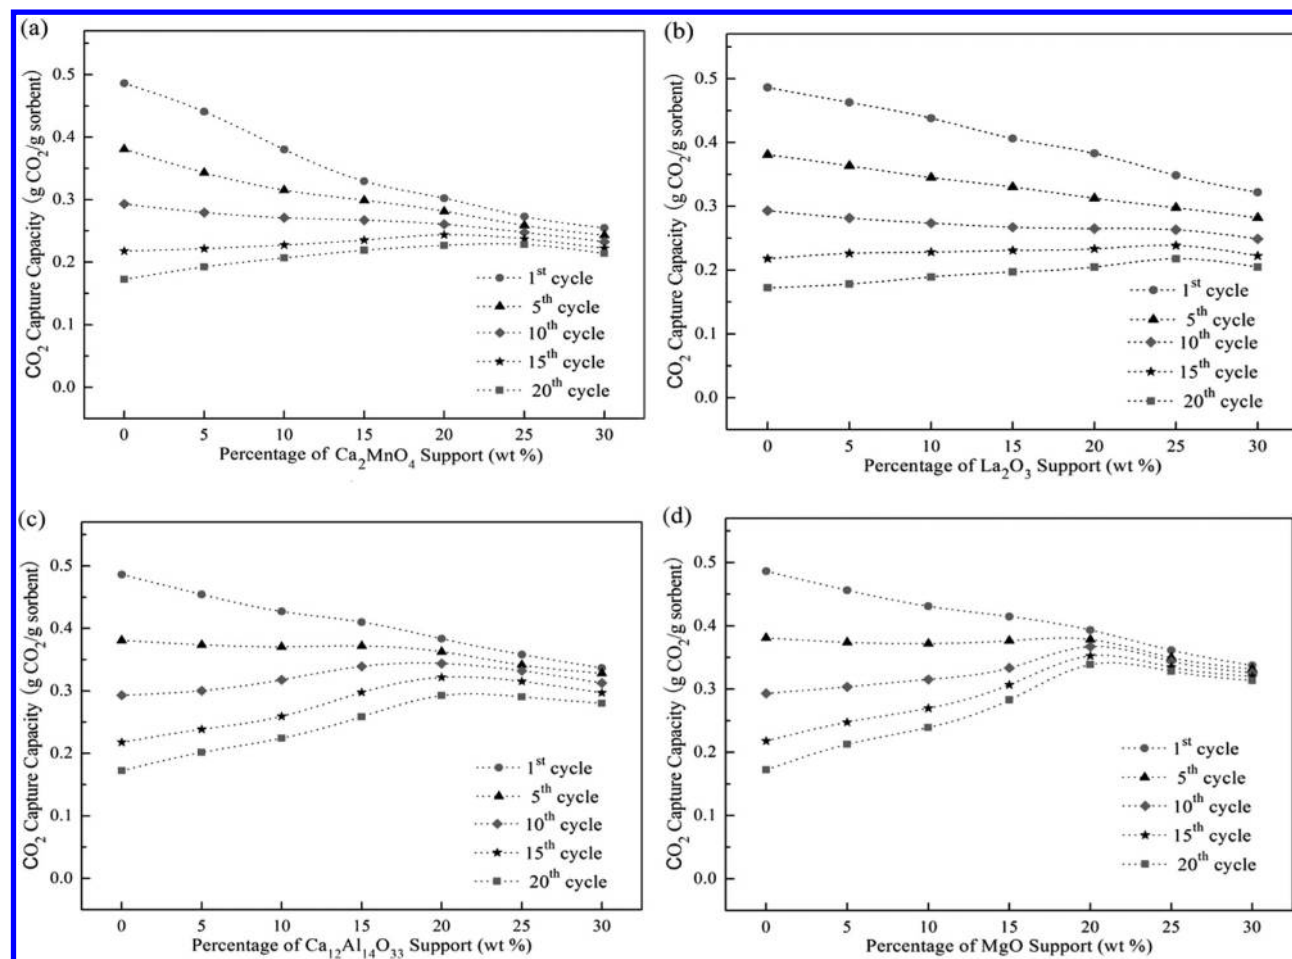 (a)
CO2 Capture Capacity (g CO2/g sorbent)
0.5
0.4
0.3
0.2
0.1
0.0
1st cycle
5th cycle
10th cycle
15th cycle
20th cycle
0 5 10 15 20 25 30
Percentage of Ca2MnO4 Support (wt %)
(b)
CO2 Capture Capacity (g CO2/g sorbent)
0.5
0.4
0.3
0.2
0.1
0.0
1st cycle
5th cycle
10th cycle
15th cycle
20th cycle
0 5 10 15 20 25 30
Percentage of La2O3 Support (wt %)
(c)
CO2 Capture Capacity (g CO2/g sorbent)
0.5
0.4
0.3
0.2
0.1
0.0
1st cycle
5th cycle
10th cycle
15th cycle
20th cycle
0 5 10 15 20 25 30
Percentage of Ca12Al14O33 Support (wt %)
(d)
CO2 Capture Capacity (g CO2/g sorbent)
0.5
0.4
0.3
0.2
0.1
0.0
1st cycle
5th cycle
10th cycle
15th cycle
20th cycle
0 5 10 15 20 25 30
Percentage of MgO Support (wt %)